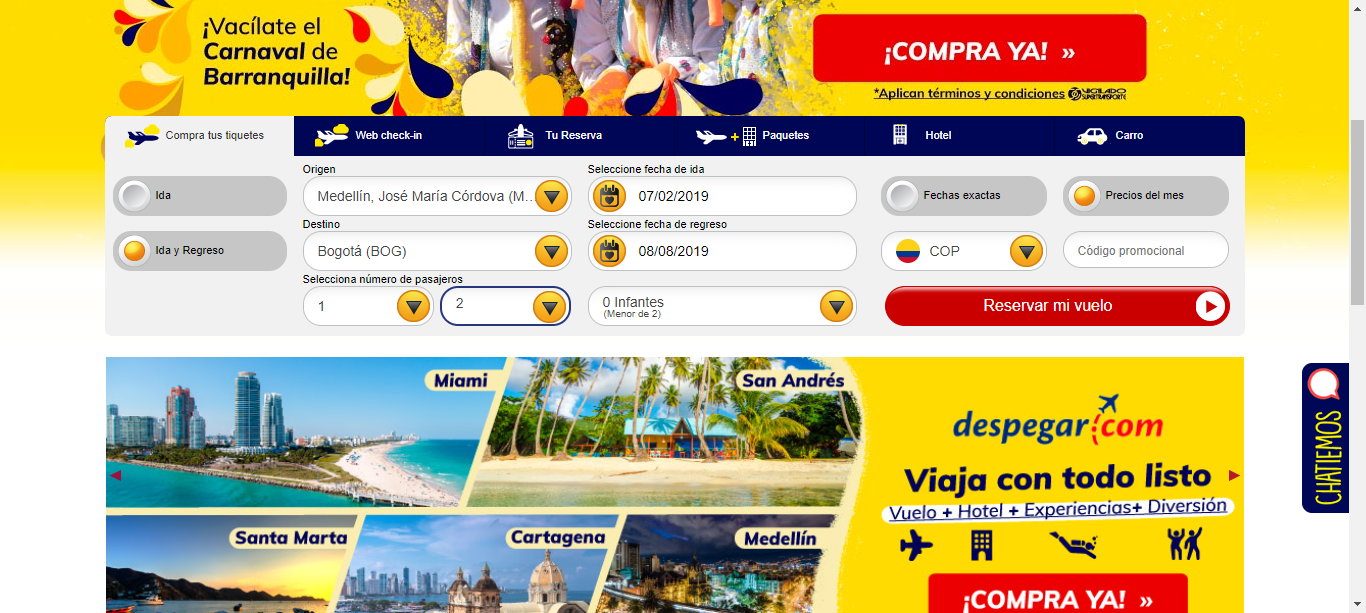 ¡Vacílate el
Carnaval de
Barranquilla!
¡COMPRA YA! »
*Aplican términos y condiciones
VIGILADO
SUPERTRANSPORTE
Compra tus tiquetes
Web check-in
Tu Reserva
Paquetes
Hotel
Carro
Origen
Seleccione fecha de ida
Ida
Medellín, José María Córdova (M...
07/02/2019
Fechas exactas
Precios del mes
Destino
Seleccione fecha de regreso
Ida y Regreso
Bogotá (BOG)
08/08/2019
COP
Código promocional
Selecciona número de pasajeros
1
2
0 Infantes
(Menor de 2)
Reservar mi vuelo
Miami
San Andrés
despegar.com
Viaja con todo listo
Vuelo + Hotel + Experiencias+ Diversión
Santa Marta
Cartagena
Medellín
¡COMPRA YA! »
CHATIEMOS